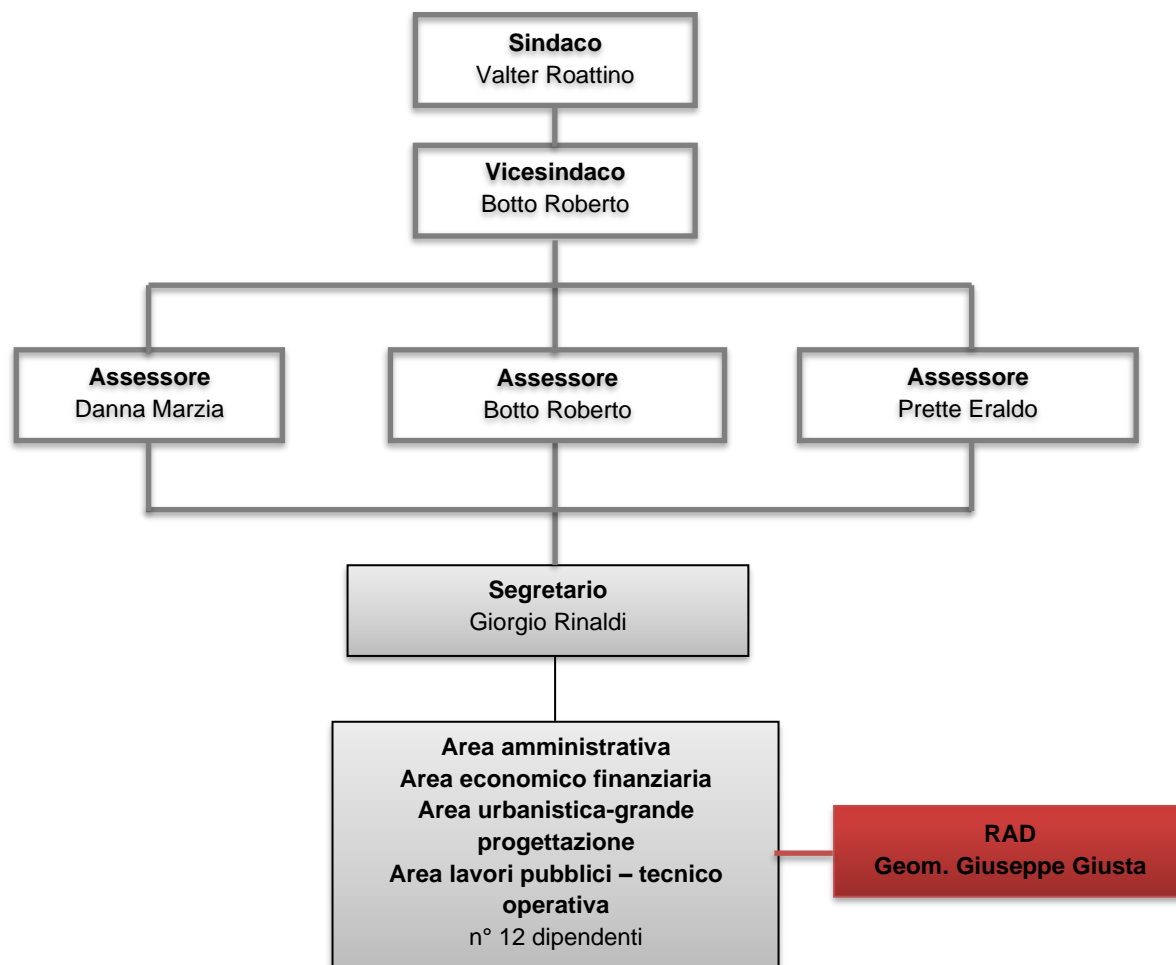 Sindaco
Valter Roattino
Vicesindaco
Botto Roberto
Assessore
Danna Marzia
Assessore
Botto Roberto
Assessore
Prette Eraldo
Segretario
Giorgio Rinaldi
Area amministrativa
Area economico finanziaria
Area urbanistica-grande
progettazione
Area lavori pubblici – tecnico
operativa
n° 12 dipendenti
RAD
Geom. Giuseppe Giusta